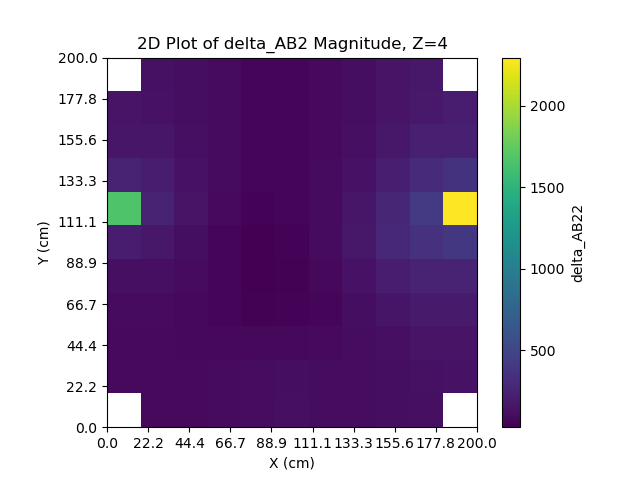 2D Plot of delta_AB2 Magnitude, Z=4
200.0
177.8
155.6
133.3
111.1
88.9
66.7
44.4
22.2
0.0
Y (cm)
0.0 22.2 44.4 66.7 88.9 111.1 133.3 155.6 177.8 200.0
X (cm)
2000
1500
1000
500
delta_AB22